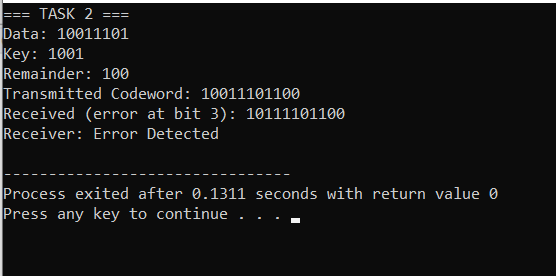 === TASK 2 ===
Data: 10011101
Key: 1001
Remainder: 100
Transmitted Codeword: 10011101100
Received (error at bit 3): 10111101100
Receiver: Error Detected
--------------------------------
Process exited after 0.1311 seconds with return value 0
Press any key to continue . . .